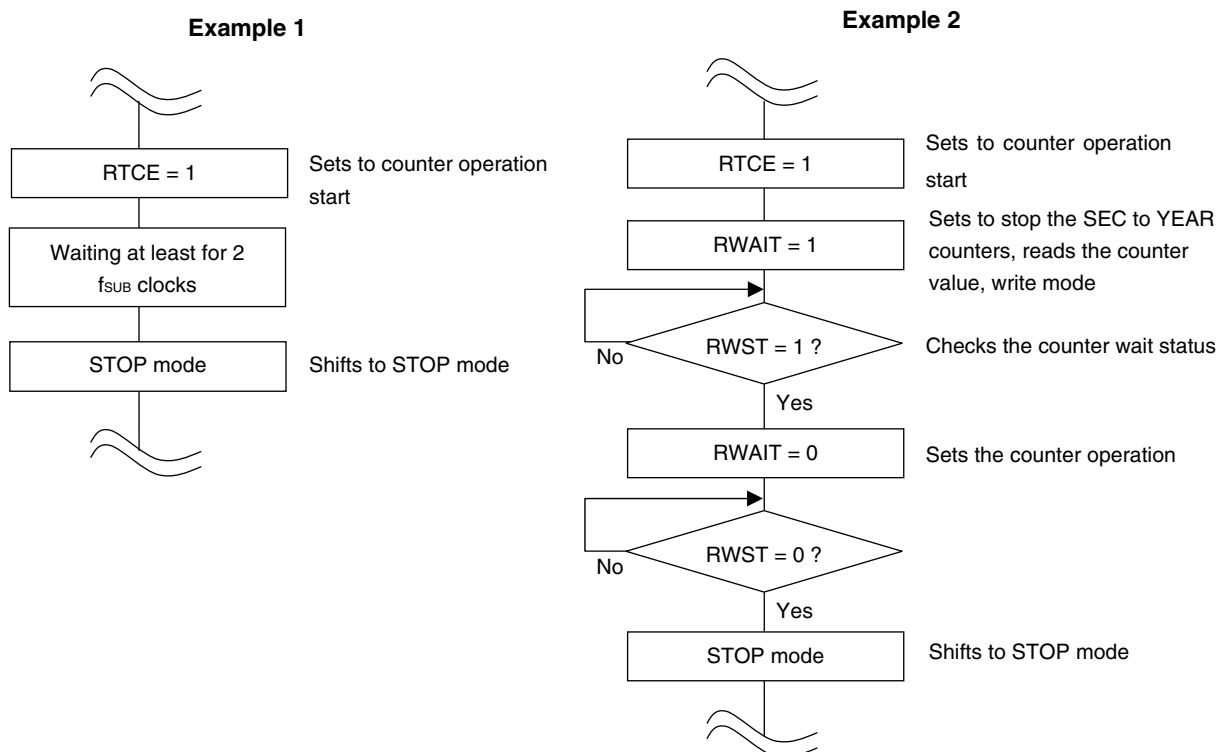 Example 1
RTCE = 1
Sets to counter operation
start
Waiting at least for 2
fSUB clocks
STOP mode
Shifts to STOP mode
Example 2
RTCE = 1
Sets to counter operation
start
RWAIT = 1
Sets to stop the SEC to YEAR
counters, reads the counter
value, write mode
No
RWST = 1 ?
Checks the counter wait status
Yes
RWAIT = 0
Sets the counter operation
No
RWST = 0 ?
Yes
STOP mode
Shifts to STOP mode